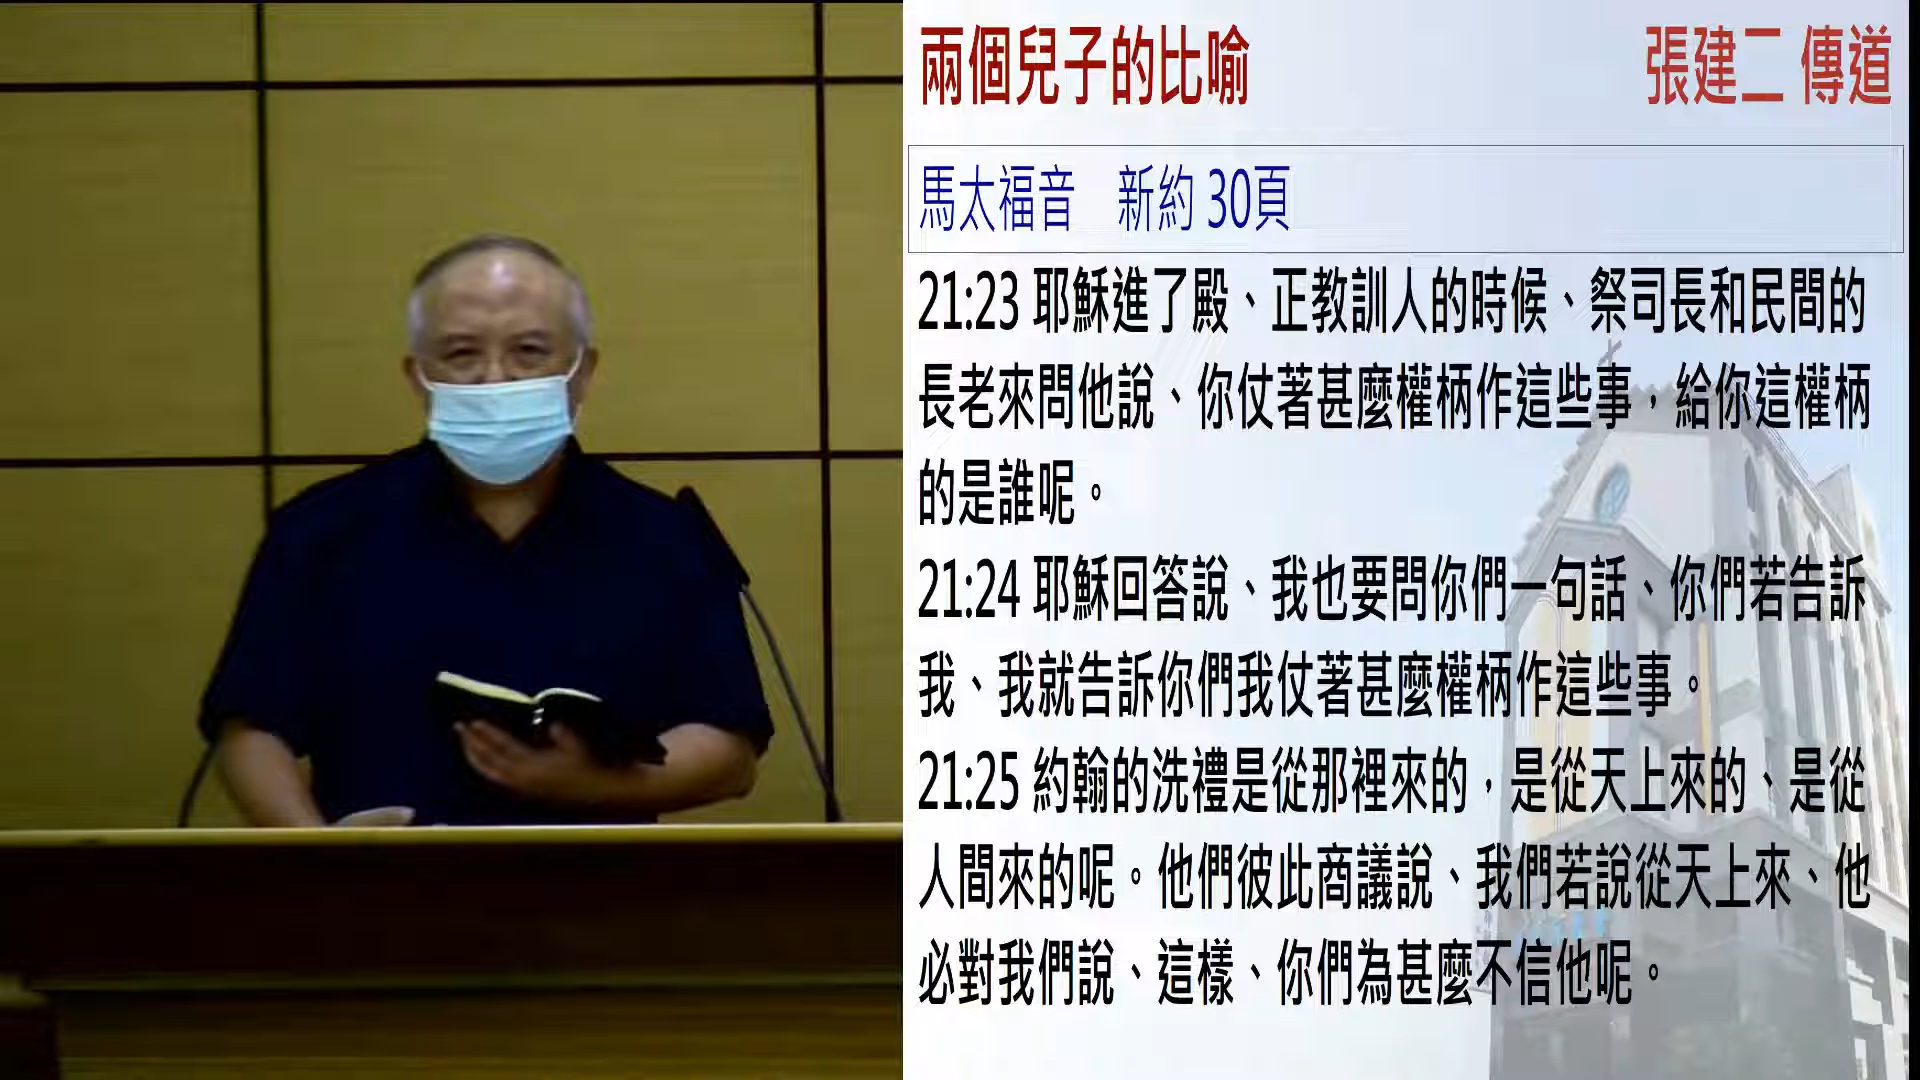 兩個兒子的比喻 張建二 傳道
馬太福音 新約 30頁
21:23 耶穌進了殿、正教訓人的時候、祭司長和民間的
長老來問他說、你仗著甚麼權柄作這些事，給你這權柄
的是誰呢。
21:24 耶穌回答說、我也要問你們一句話、你們若告訴
我、我就告訴你們我仗著甚麼權柄作這些事。
21:25 約翰的洗禮是從那裡來的，是從天上來的、是從
人間來的呢。他們彼此商議說、我們若說從天上來、他
必對我們說、這樣、你們為甚麼不信他呢。